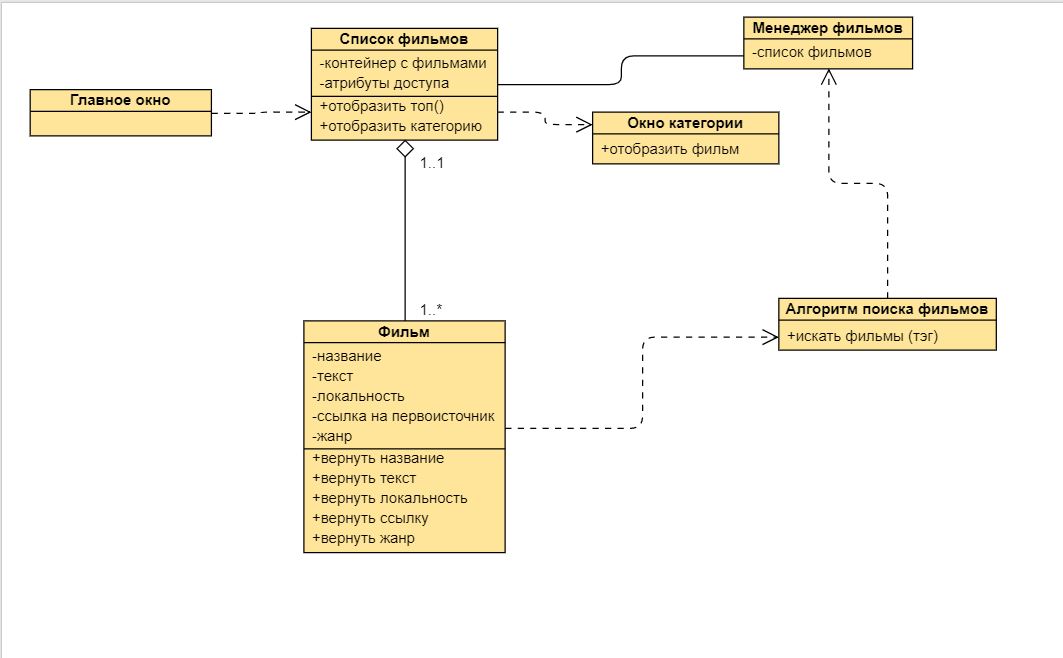 Главное окно
Список фильмов
-контейнер с фильмами
-атрибуты доступа
+отобразить топ()
+отобразить категорию
Менеджер фильмов
-список фильмов
Окно категории
+отобразить фильм
1..1
1..*
Фильм
-название
-текст
-локальность
-ссылка на первоисточник
-жанр
+вернуть название
+вернуть текст
+вернуть локальность
+вернуть ссылку
+вернуть жанр
Алгоритм поиска фильмов
+искать фильмы (тэг)